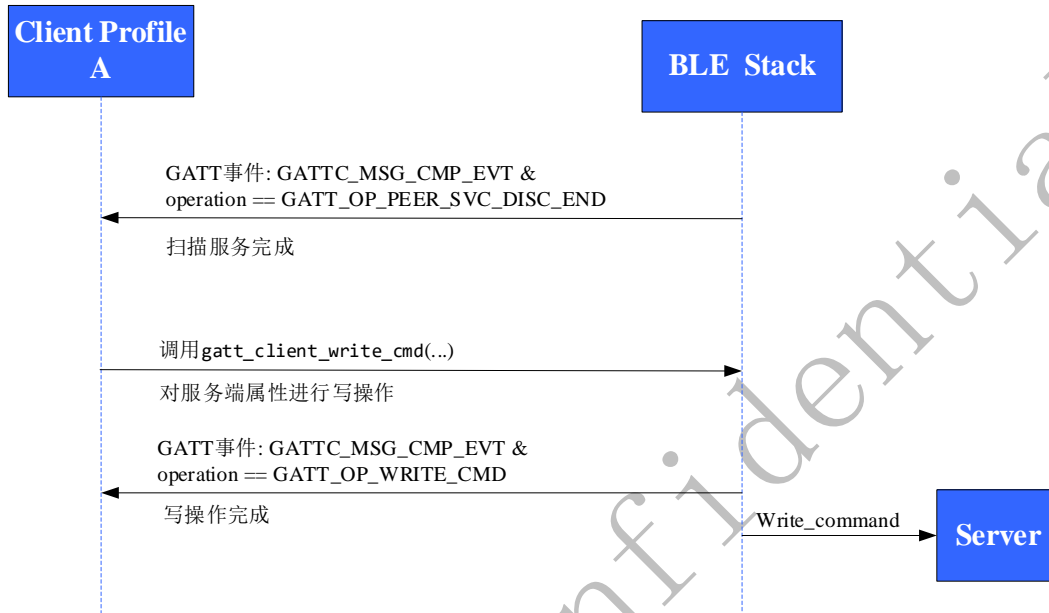 Client Profile
A
BLE Stack
GATT事件: GATTC_MSG_CMP_EVT &
operation == GATT_OP_PEER_SVC_DISC_END
扫描服务完成
调用gatt_client_write_cmd(...)
对服务端属性进行写操作
GATT事件: GATTC_MSG_CMP_EVT &
operation == GATT_OP_WRITE_CMD
写操作完成
Write_command
Server
nfidentia